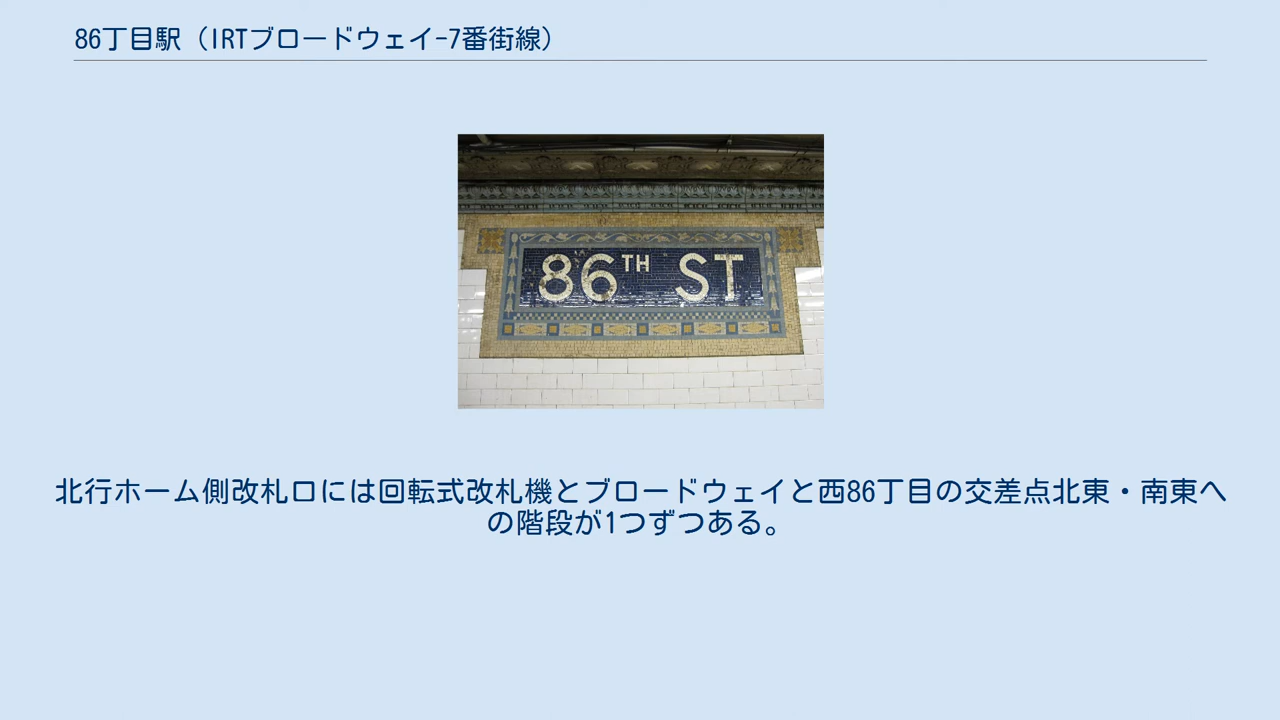 86丁目駅（IRTブロードウェイ-7番街線）
86TH ST
北行ホーム側改札口には回転式改札機とブロードウェイと西86丁目の交差点北東・南東へ
の階段が1つずつある。